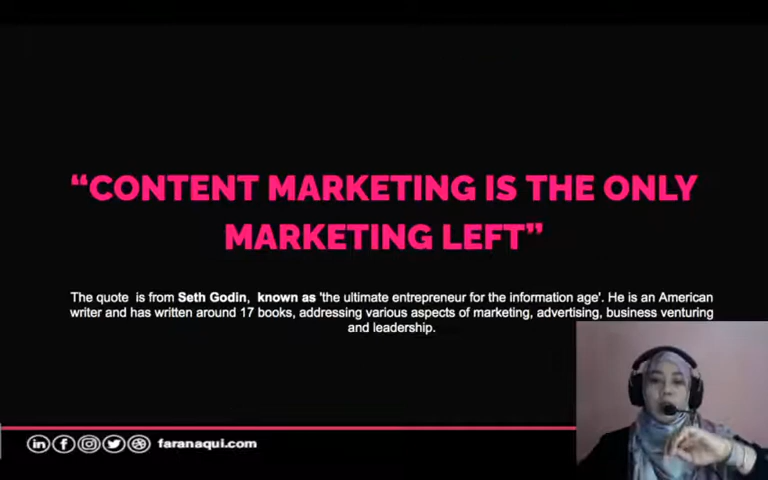 “CONTENT MARKETING IS THE ONLY
MARKETING LEFT”
The quote is from Seth Godin, known as 'the ultimate entrepreneur for the information age'. He is an American
writer and has written around 17 books, addressing various aspects of marketing, advertising, business venturing
and leadership.
faranaqui.com